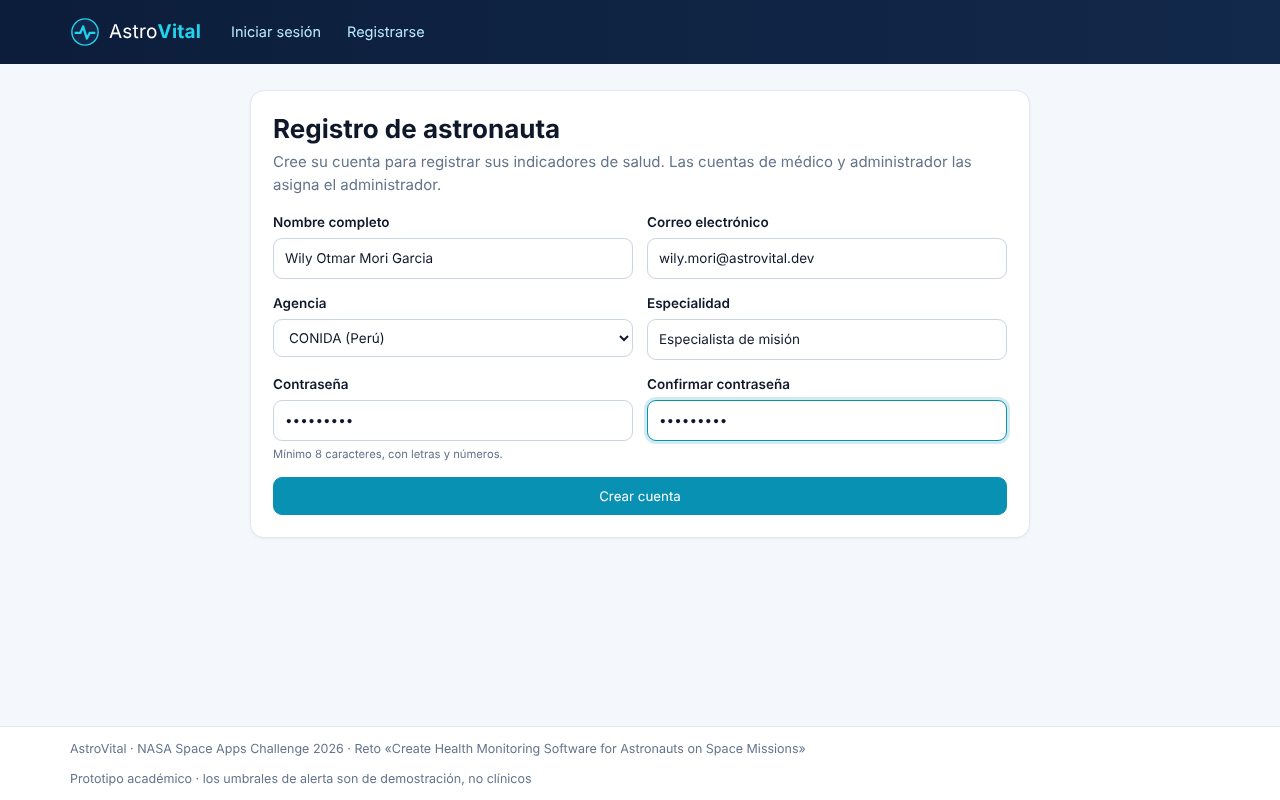 AstroVital
Iniciar sesión
Registrarse
Registro de astronauta
Cree su cuenta para registrar sus indicadores de salud. Las cuentas de médico y administrador las
asigna el administrador.
Nombre completo
Correo electrónico
Wily Otmar Mori Garcia
wily.mori@astrovital.dev
Agencia
Especialidad
CONIDA (Perú)
Especialista de misión
Contraseña
Confirmar contraseña
•••••••••
•••••••••
Mínimo 8 caracteres, con letras y números.
Crear cuenta
AstroVital · NASA Space Apps Challenge 2026 · Reto «Create Health Monitoring Software for Astronauts on Space Missions»
Prototipo académico · los umbrales de alerta son de demostración, no clínicos